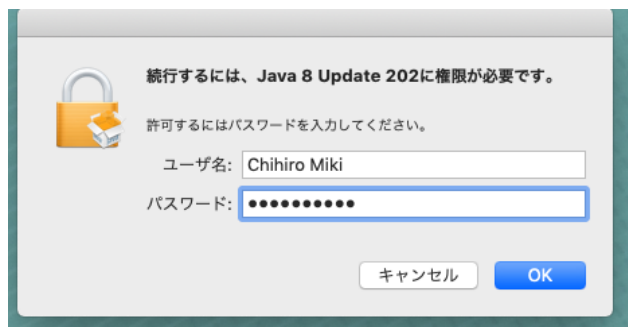 続行するには、Java 8 Update 202に権限が必要です。
許可するにはパスワードを入力してください。
ユーザ名: Chihiro Miki
パスワード: ●●●●●●●●●●
キャンセル OK